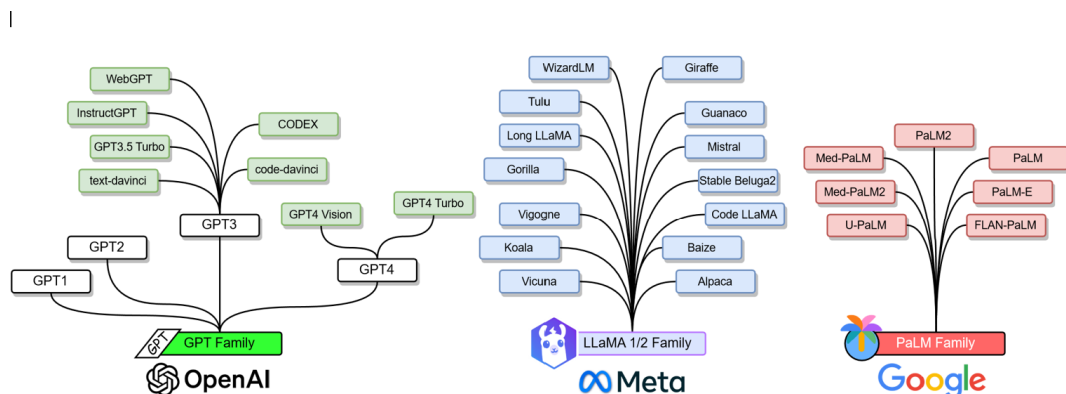 WebGPT
InstructGPT
GPT3.5 Turbo
text-davinci
CODEX
code-davinci
GPT3
GPT4 Vision
GPT4 Turbo
GPT4
GPT2
GPT1
GPT
GPT Family
OpenAI
WizardLM
Tulu
Long LLaMA
Gorilla
Vigogne
Koala
Vicuna
Giraffe
Guanaco
Mistral
Stable Beluga2
Code LLaMA
Baize
Alpaca
LLaMA 1/2 Family
Meta
PaLM2
Med-PaLM
Med-PaLM2
U-PaLM
PaLM
PaLM-E
FLAN-PaLM
PaLM Family
Google